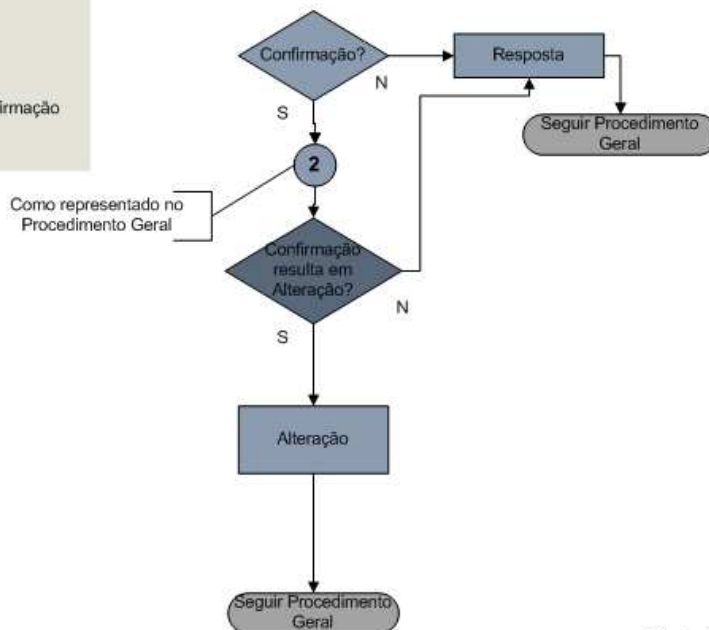 Confirmação?
Resposta
N
S
Seguir Procedimento
Geral
2
Como representado no
Procedimento Geral
Confirmação
resulta em
Alteração?
N
S
Alteração
Seguir Procedimento
Geral